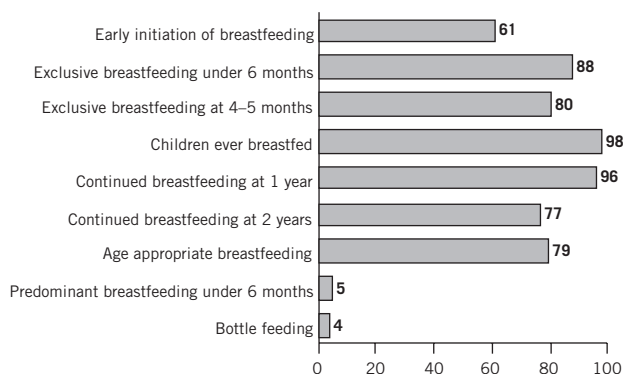 Early initiation of breastfeeding 61
Exclusive breastfeeding under 6 months 88
Exclusive breastfeeding at 4–5 months 80
Children ever breastfed 98
Continued breastfeeding at 1 year 96
Continued breastfeeding at 2 years 77
Age appropriate breastfeeding 79
Predominant breastfeeding under 6 months 5
Bottle feeding 4
0 20 40 60 80 100